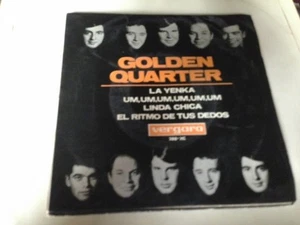 GOLDEN
QUARTER
LA YENKA
UM,UM,UM,UM,UM,UM
LINDA CHICA
EL RITMO DE TUS DEDOS
vergara